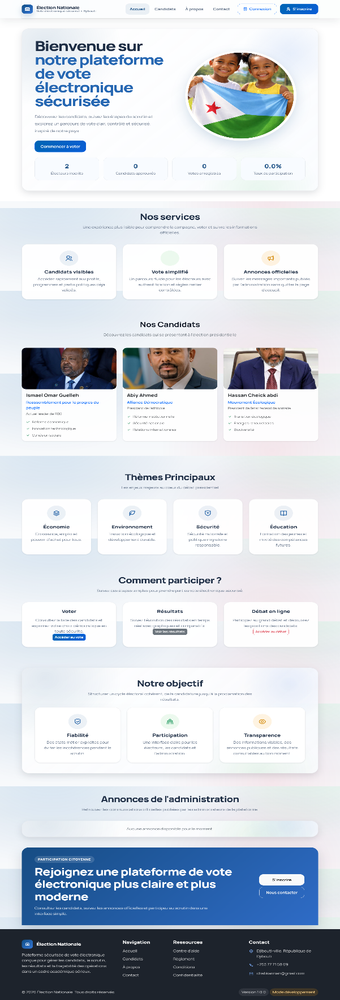 Élection Nationale
Vote électronique sécurisé • Djibouti
Accueil
Candidats
À propos
Contact
Connexion
S'inscrire
Bienvenue sur
notre plateforme
de vote
électronique
sécurisée
Découvrez les candidats, suivez les étapes du scrutin et
explorez un parcours de vote clair, contrôlé et sécurisé,
inspiré de notre pays.
Commencer à voter
2
Électeurs inscrits
0
Candidats approuvés
0
Votes enregistrés
0.0%
Taux de participation
Nos services
Une expérience plus lisible pour comprendre la campagne, voter et suivre les informations
officielles.
Candidats visibles
Accédez rapidement aux profils,
programmes et partis politiques déjà
validés.
Vote simplifié
Un parcours fluide pour les électeurs avec
authentification et règles métier
contrôlées.
Annonces officielles
Suivez les messages importants publiés
par l'administration sans quitter la page
d'accueil.
Nos Candidats
Découvrez les candidats qui se présentent à l'élection présidentielle
Ismael Omar Guelleh
Reassemblement pour le progres du
peuple
Actuel leader de RDD
Réforme économique
Innovation technologique
Cohésion sociale
Abiy Ahmed
Alliance Démocratique
President de l'ethiopie
Réforme institutionnelle
Sécurité nationale
Relations internationales
Hassan Cheick abdi
Mouvement Écologique
President de l'etat federal de somalie
Transition écologique
Énergies renouvelables
Biodiversité
Thèmes Principaux
Les enjeux majeurs au cœur du débat présidentiel
Économie
Croissance, emploi et
pouvoir d'achat pour tous.
Environnement
Transition écologique et
développement durable.
Sécurité
Sécurité nationale et
politique migratoire
responsable.
Éducation
Formation des jeunes et
mixité des compétences
futures.
Comment participer ?
Suivez ces étapes simples pour prendre part au vote électronique sécurisé.
Voter
Consultez la liste des candidats et
exprimez votre choix démocratique en
toute sécurité.
Accéder au vote
Résultats
Suivez l'évolution des résultats en temps
réel avec graphiques et comparatifs.
Voir les résultats
Débat en ligne
Participez au grand débat et découvrez
les positions des candidats.
Accéder au débat
Notre objectif
Structurer un cycle électoral cohérent, de la candidature jusqu'à la proclamation des
résultats.
Fiabilité
Des états métier explicites pour
éviter les incohérences pendant le
scrutin.
Participation
Une interface claire pour les
électeurs, les candidats et
l'administration.
Transparence
Des informations visibles, des
annonces publiques et des résultats
consultables au bon moment.
Annonces de l'administration
Retrouvez les communications officielles publiées par les administrateurs de la plateforme.
Aucune annonce disponible pour le moment.
PARTICIPATION CITOYENNE
Rejoignez une plateforme de vote
électronique plus claire et plus
moderne
Consultez les candidats, suivez les annonces officielles et participez au scrutin dans une
interface simple.
S'inscrire
Nous contacter
Élection Nationale
Plateforme sécurisée de vote électronique
conçue pour gérer les candidats, le scrutin,
les résultats et la traçabilité des opérations
dans un cadre académique sérieux.
Navigation
Accueil
Candidats
À propos
Contact
Ressources
Centre d'aide
Règlement
Conditions
Confidentialité
Contact
Djibouti-ville, République de
Djibouti
+253 77 71 58 69
chabkanman@gmail.com
© 2026 Élection Nationale. Tous droits réservés.
Version 1.0.0
Mode développement